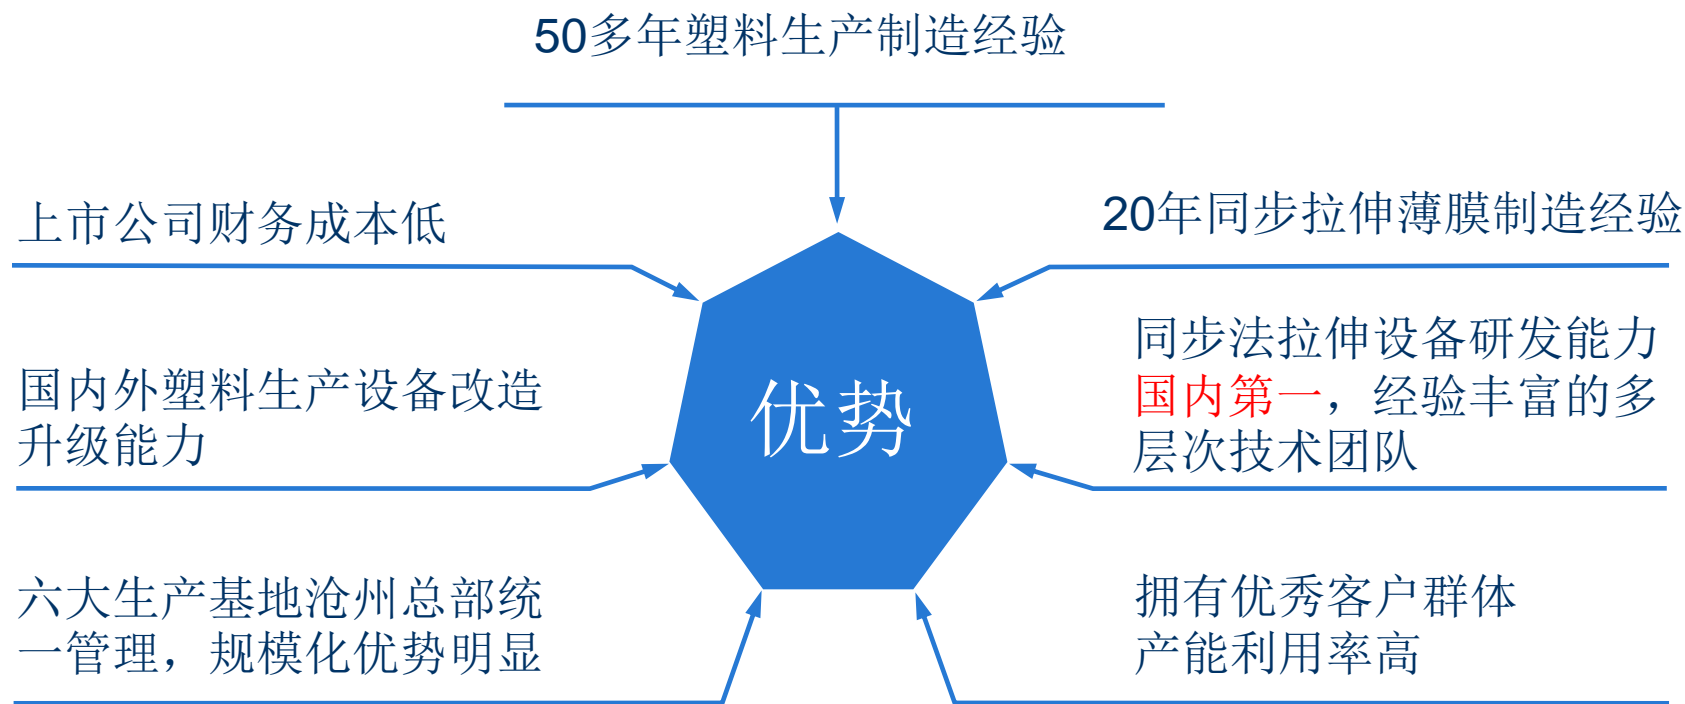 50多年塑料生产制造经验
上市公司财务成本低
20年同步拉伸薄膜制造经验
国内外塑料生产设备改造
升级能力
优势
同步法拉伸设备研发能力
国内第一，经验丰富的多
层次技术团队
六大生产基地沧州总部统
一管理，规模化优势明显
拥有优秀客户群体
产能利用率高